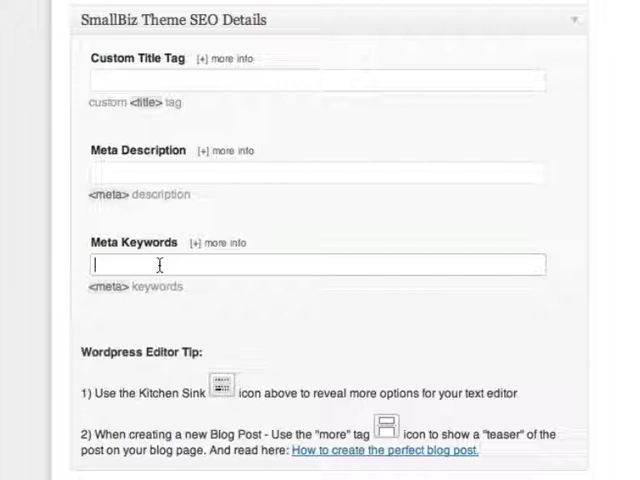 SmallBiz Theme SEO Details
Custom Title Tag [+] more info
custom <title> tag
Meta Description [+] more info
<meta> description
Meta Keywords [+] more info
<meta> keywords
Wordpress Editor Tip:
1) Use the Kitchen Sink icon above to reveal more options for your text editor
2) When creating a new Blog Post - Use the "more" tag icon to show a "teaser" of the
post on your blog page. And read here: How to create the perfect blog post.